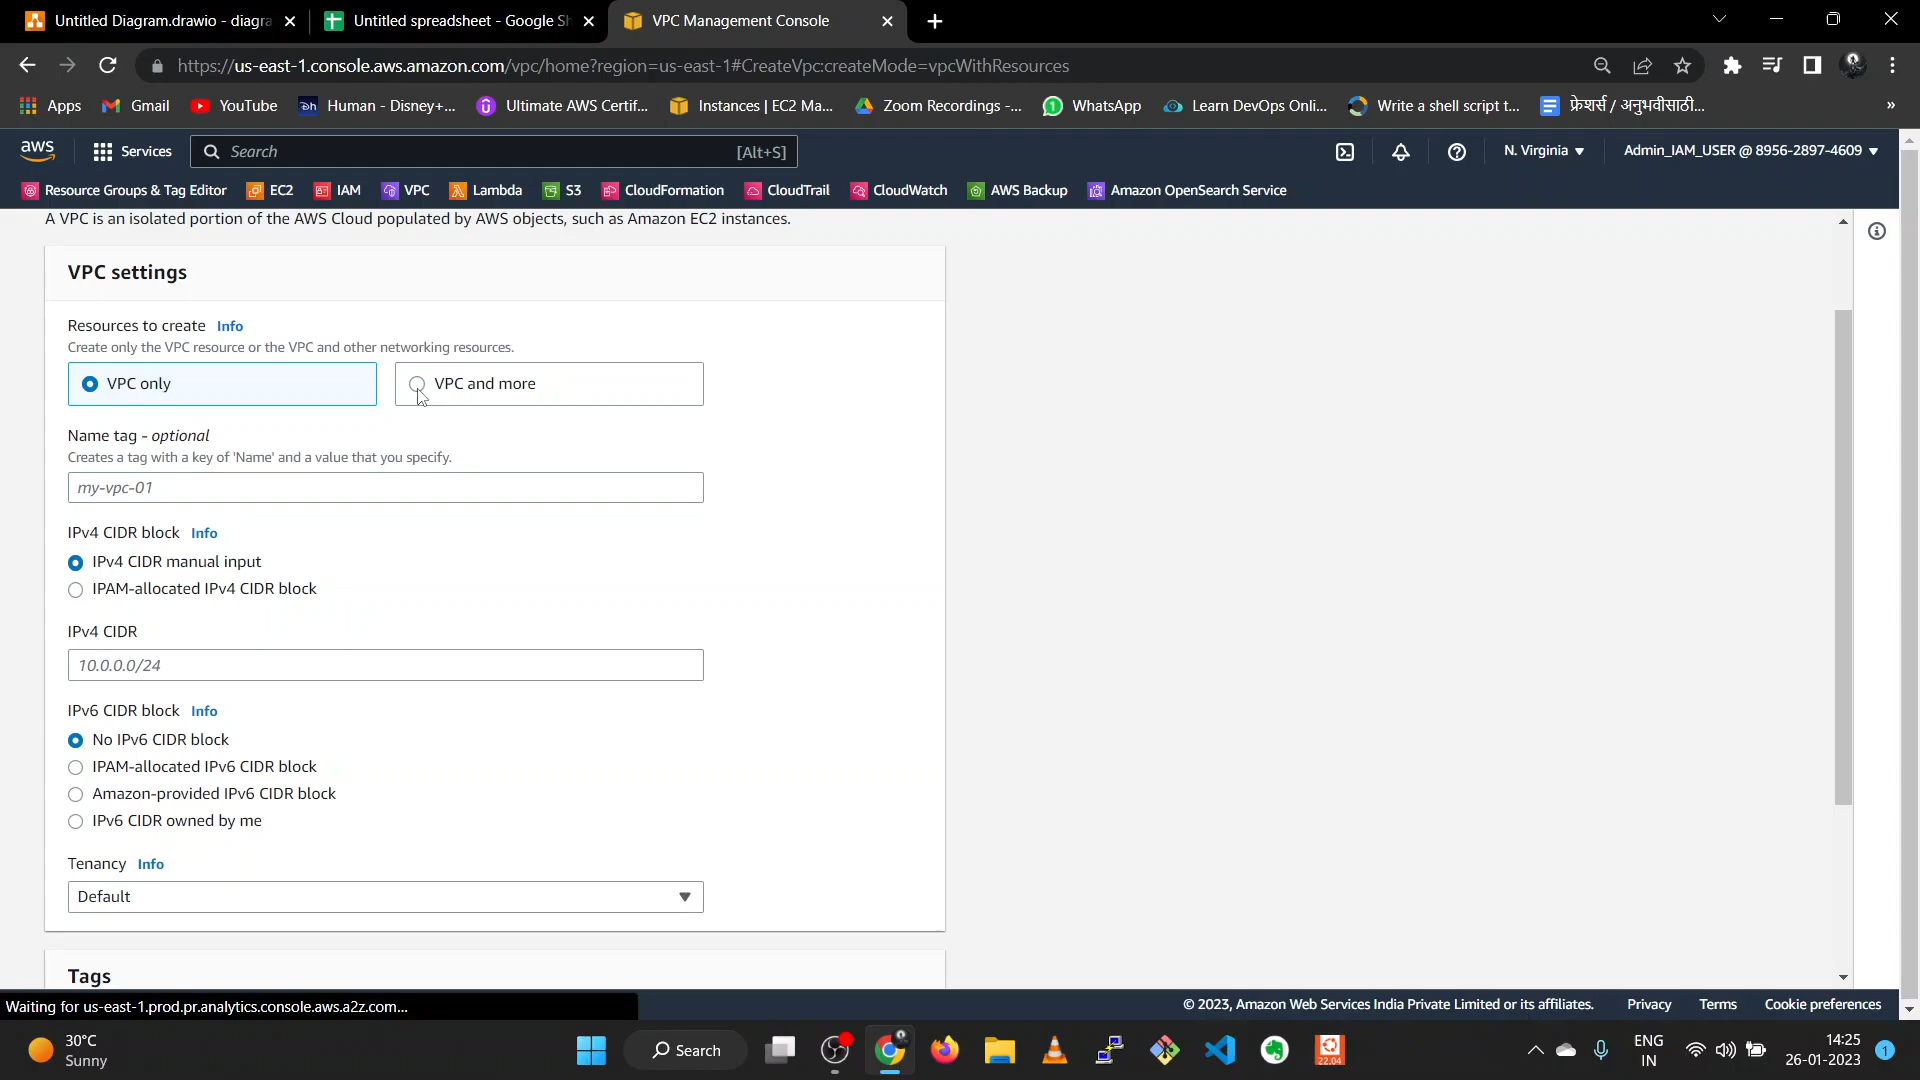 Untitled Diagram.drawio - diagra
Untitled spreadsheet - Google Sh
VPC Management Console
https://us-east-1.console.aws.amazon.com/vpc/home?region=us-east-1#CreateVpc:createMode=vpcWithResources
Apps
Gmail
YouTube
Human - Disney+...
Ultimate AWS Certif...
Instances | EC2 Ma...
Zoom Recordings -...
WhatsApp
Learn DevOps Onli...
Write a shell script t...
फ्रेशर्स / अनुभवीसाठी...
»
aws
Services
Search
[Alt+S]
N. Virginia
Admin_IAM_USER @ 8956-2897-4609
Resource Groups & Tag Editor
EC2
IAM
VPC
Lambda
S3
CloudFormation
CloudTrail
CloudWatch
AWS Backup
Amazon OpenSearch Service
A VPC is an isolated portion of the AWS Cloud populated by AWS objects, such as Amazon EC2 instances.
VPC settings
Resources to create Info
Create only the VPC resource or the VPC and other networking resources.
VPC only
VPC and more
Name tag - optional
Creates a tag with a key of 'Name' and a value that you specify.
my-vpc-01
IPv4 CIDR block Info
IPv4 CIDR manual input
IPAM-allocated IPv4 CIDR block
IPv4 CIDR
10.0.0.0/24
IPv6 CIDR block Info
No IPv6 CIDR block
IPAM-allocated IPv6 CIDR block
Amazon-provided IPv6 CIDR block
IPv6 CIDR owned by me
Tenancy Info
Default
Tags
Waiting for us-east-1.prod.pr.analytics.console.aws.a2z.com...
© 2023, Amazon Web Services India Private Limited or its affiliates.
Privacy
Terms
Cookie preferences
30°C
Sunny
Search
22.04
ENG
IN
14:25
26-01-2023
1